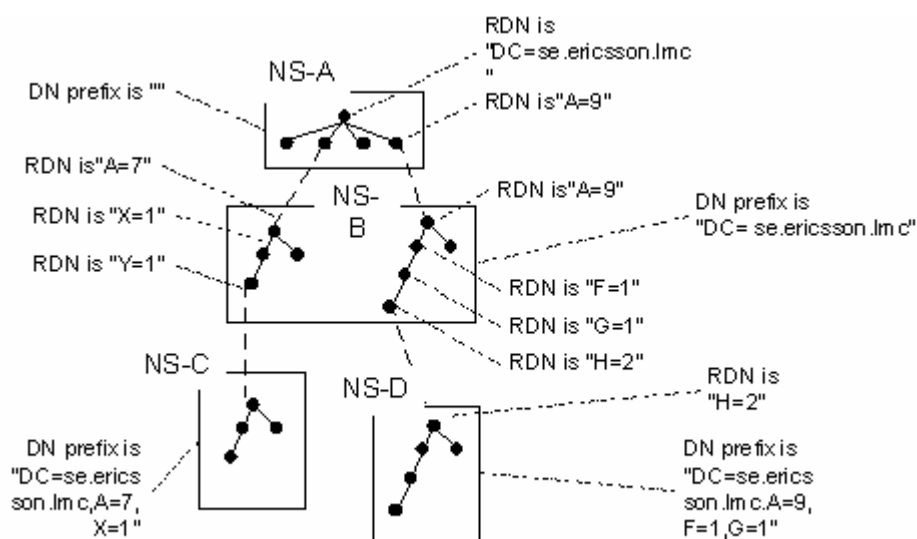 RDN is
"DC=se.ericsson.lmc
"
NS-A
DN prefix is ""
RDN is"A=9"
RDN is"A=7"
NS-
B
RDN is"A=9"
RDN is "X=1"
DN prefix is
"DC= se.ericsson.lmc"
RDN is "Y=1"
RDN is "F=1"
RDN is "G=1"
RDN is "H=2"
NS-C
NS-D
RDN is
"H=2"
DN prefix is
"DC=se.erics
son.lmc,A=7,
X=1"
DN prefix is
"DC=se.erics
son.lmc.A=9,
F=1,G=1"